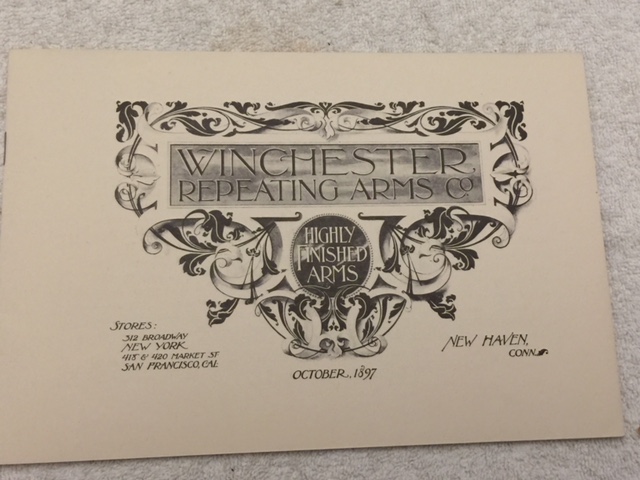 WINCHESTER
REPEATING ARMS CO
HIGHLY
FINISHED
ARMS
STORES:
312 BROADWAY
NEW YORK
418 & 420 MARKET ST
SAN FRANCISCO, CAL
NEW HAVEN,
CONN.
OCTOBER, 1897